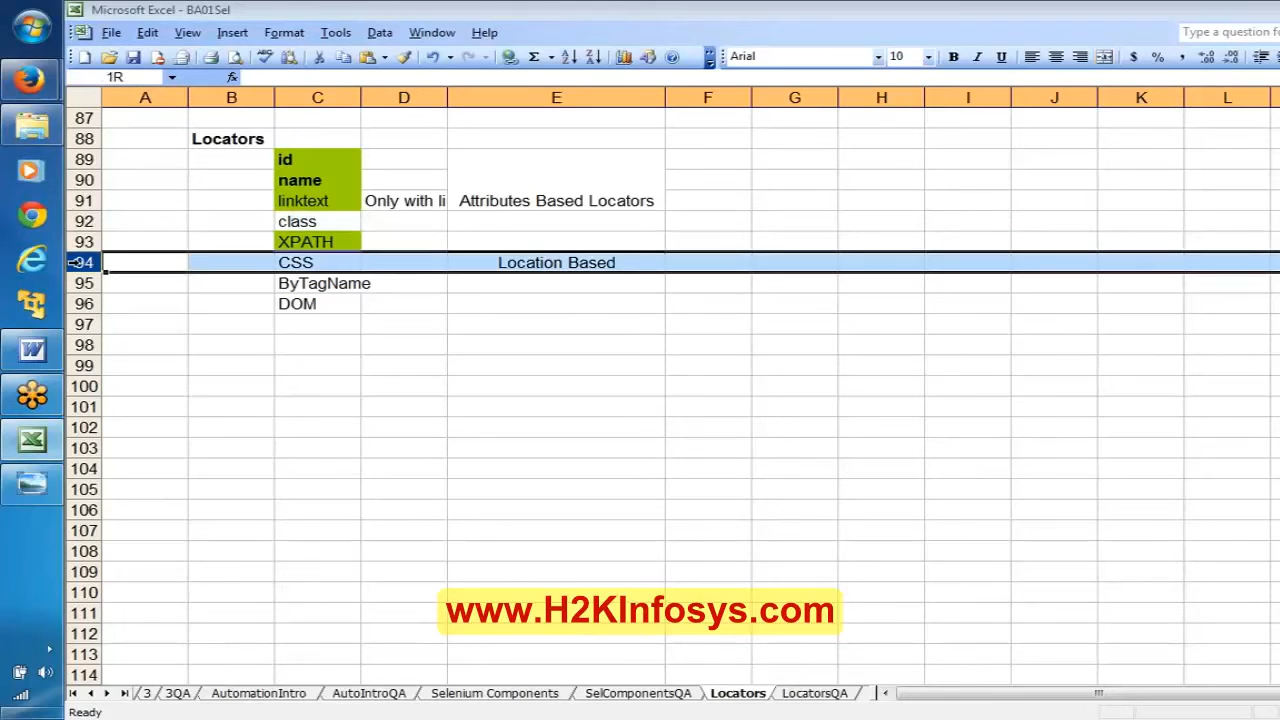 Microsoft Excel - BA01Sel
File Edit View Insert Format Tools Data Window Help
Type a question fo
Arial 10 B I U $ %
1R fx
A B C D E F G H I J K L
87
88 Locators
89 id
90 name
91 linktext Only with li Attributes Based Locators
92 class
93 XPATH
94 CSS Location Based
95 ByTagName
96 DOM
97
98
99
100
101
102
103
104
105
106
107
108
109
110
111
112
113
114
www.H2KInfosys.com
3 3QA AutomationIntro AutoIntroQA Selenium Components SelComponentsQA Locators LocatorsQA
Ready